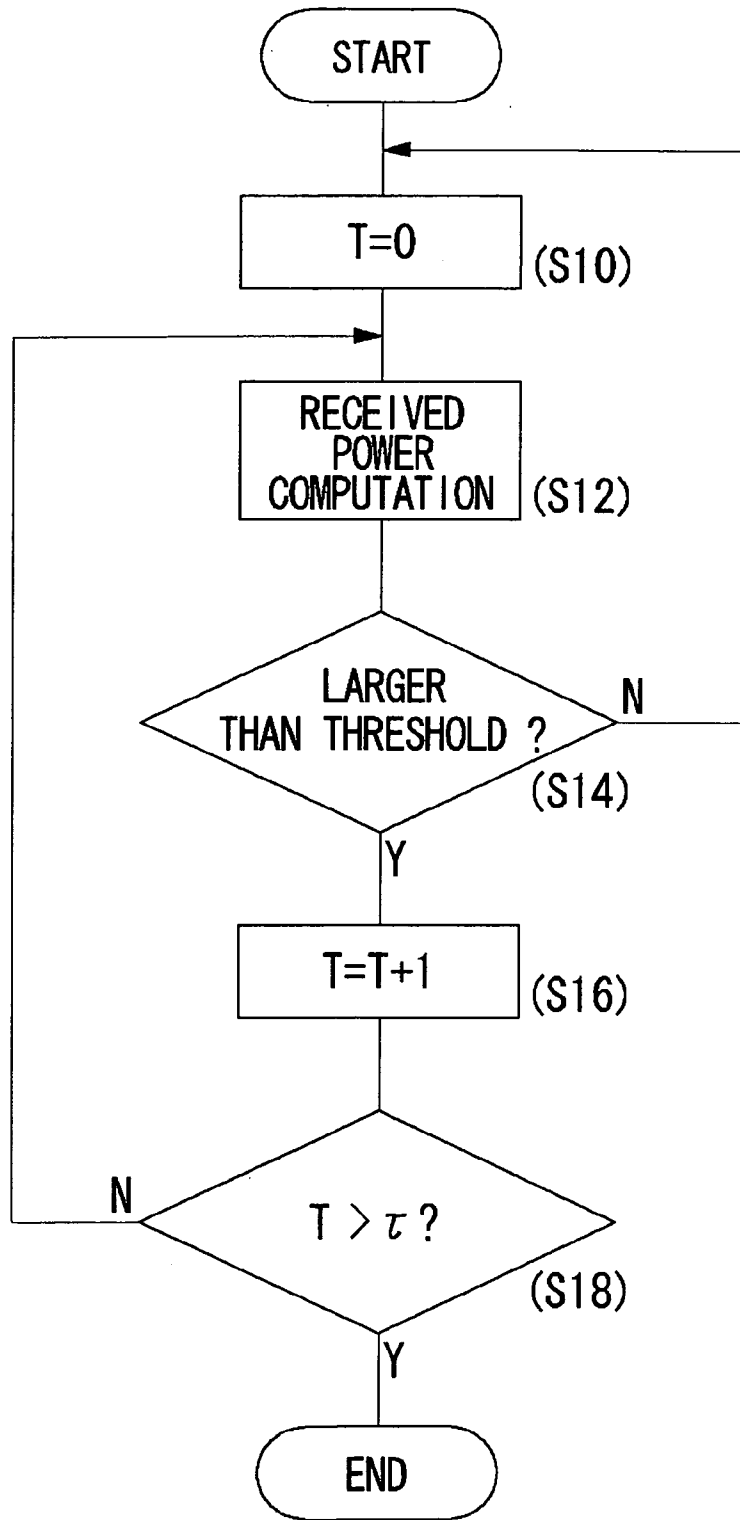 START
T=0
(S10)
RECEIVED
POWER
COMPUTATION
(S12)
LARGER
THAN THRESHOLD ?
N
(S14)
Y
T=T+1
(S16)
N
T > τ ?
(S18)
Y
END